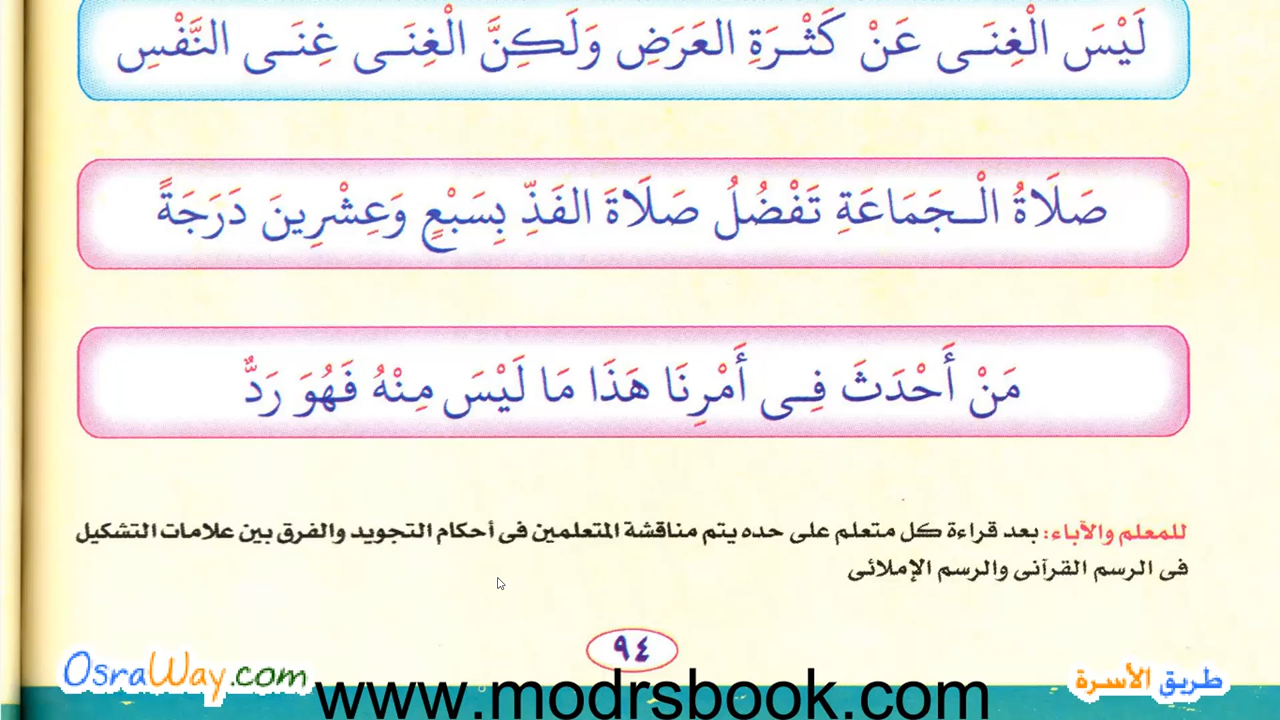 لَيْسَ الْغِنَى عَنْ كَثْرَةِ العَرَضِ وَلَكِنَّ الْغِنَى غِنَى النَّفْسِ
صَلَاةُ الْجَمَاعَةِ تَفْضُلُ صَلَاةَ الفَذِّ بِسَبْعٍ وَعِشْرِينَ دَرَجَةً
مَنْ أَحْدَثَ فِى أَمْرِنَا هَذَا مَا لَيْسَ مِنْهُ فَهُوَ رَدٌّ
للمعلم والآباء: بعد قراءة كل متعلم على حده يتم مناقشة المتعلمين فى أحكام التجويد والفرق بين علامات التشكيل
فى الرسم القرآنى والرسم الإملائى
٩٤
OsraWay.com
طريق الأسرة
www.modrsbook.com